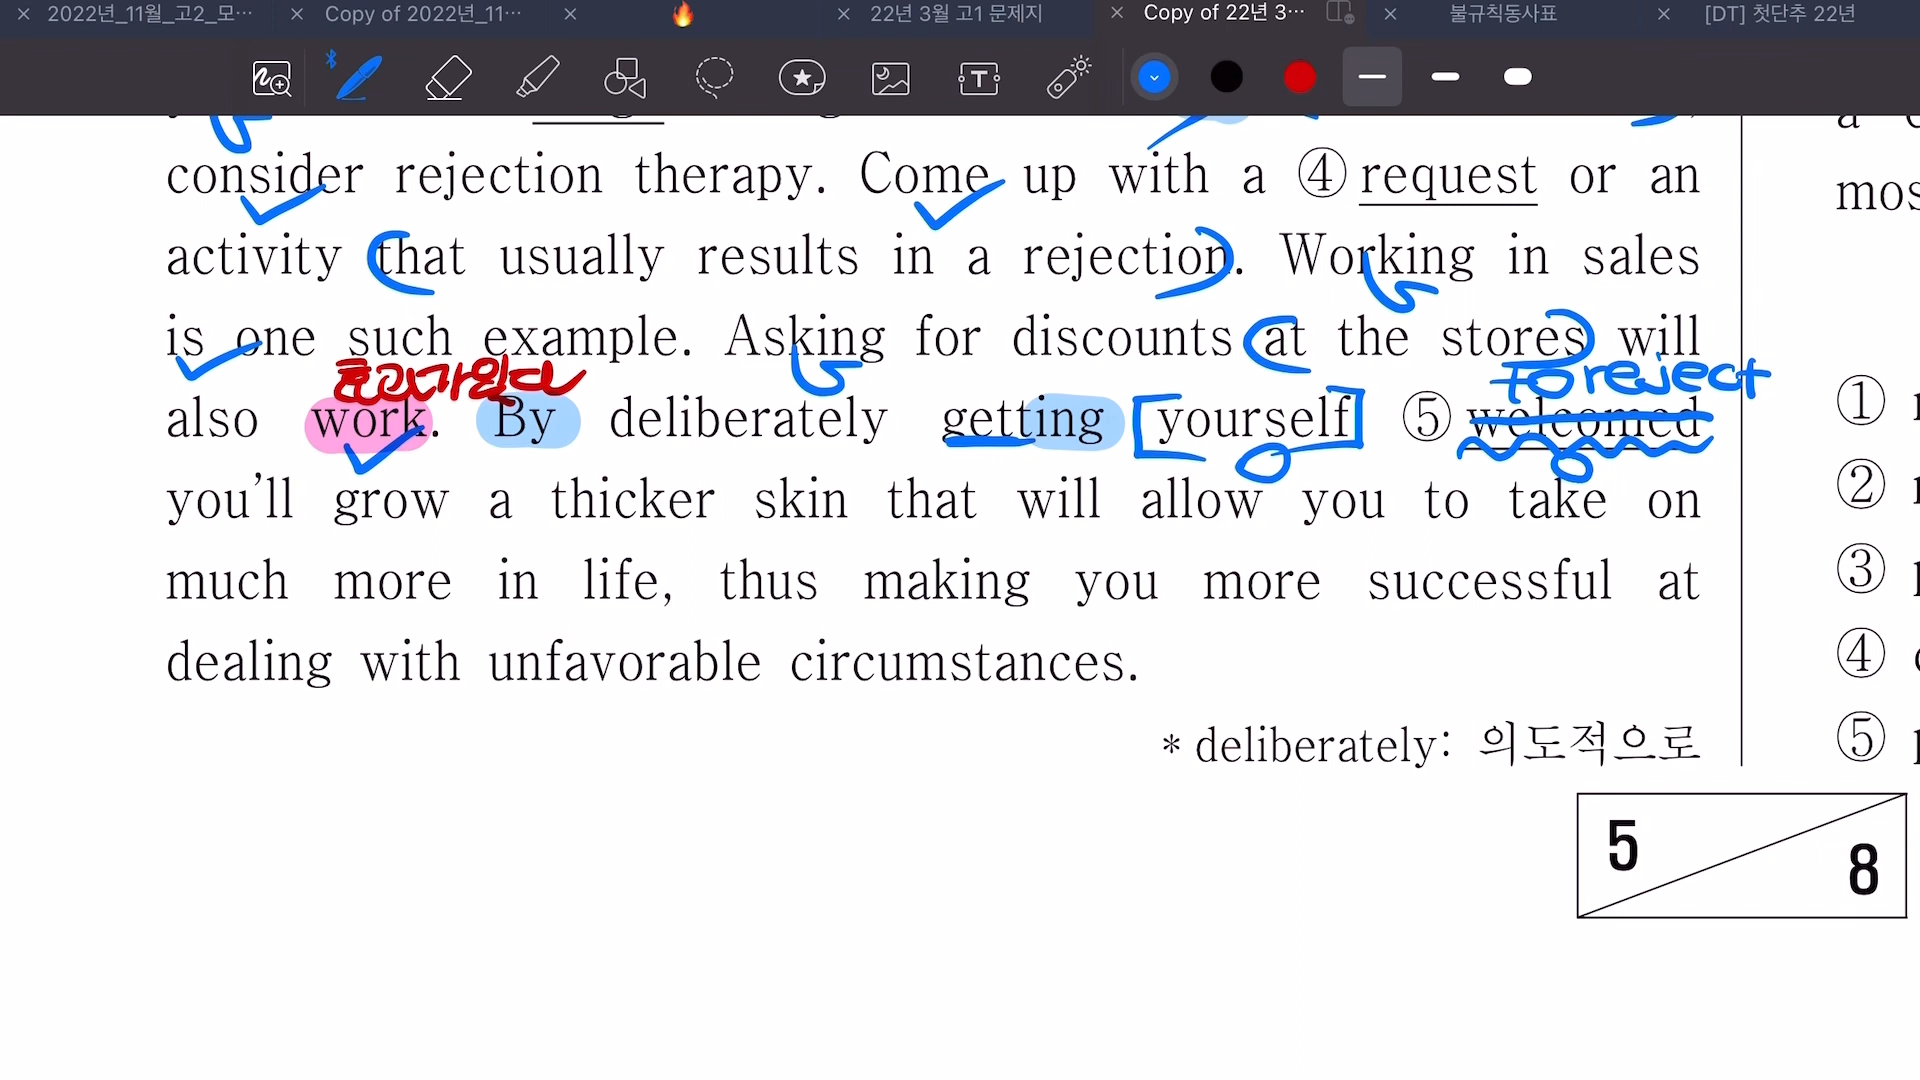 2022년_11월_고2_모… Copy of 2022년_11… 22년 3월 고1 문제지 Copy of 22년 3… 불규칙동사표 [DT] 첫단추 22년
consider rejection therapy. Come up with a ④ request or an
activity that usually results in a rejection. Working in sales
is one such example. Asking for discounts at the stores will
효과가 있다 to reject
also work. By deliberately getting yourself ⑤ welcomed
you'll grow a thicker skin that will allow you to take on
much more in life, thus making you more successful at
dealing with unfavorable circumstances.
* deliberately: 의도적으로
5
8
a
mos
①
②
③
④
⑤